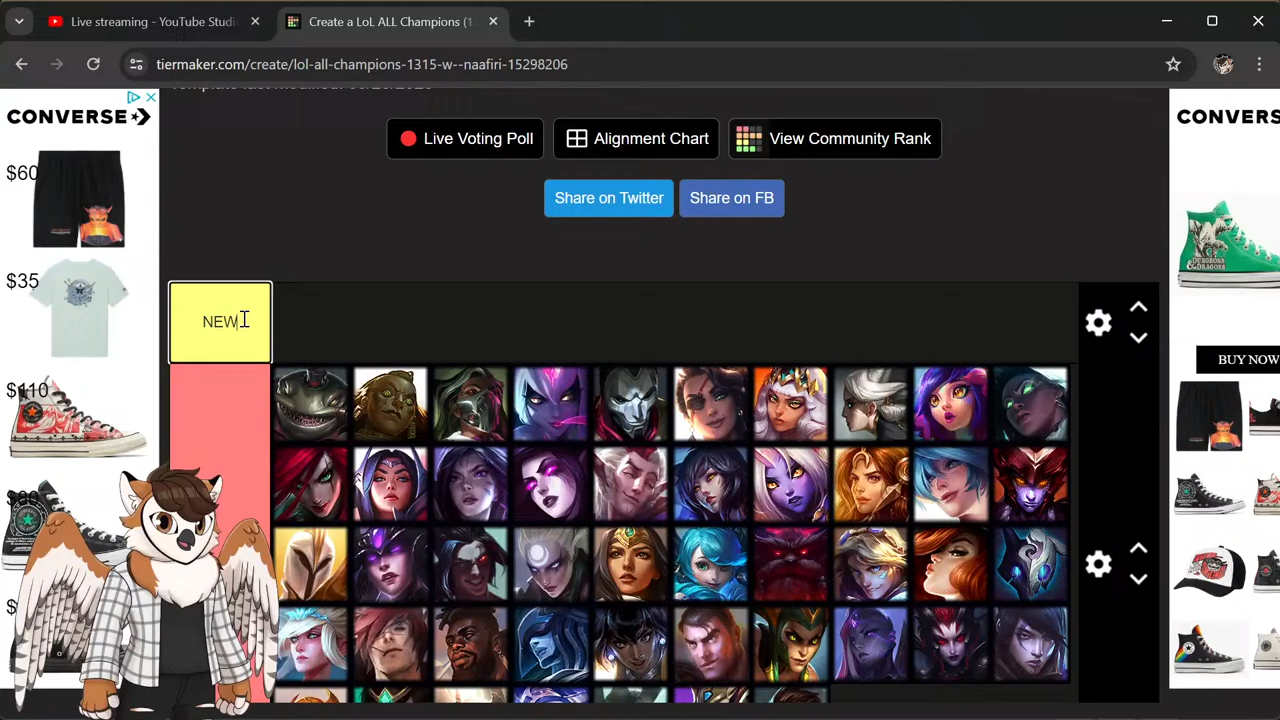 Live streaming - YouTube Studi
Create a LoL ALL Champions (1
tiermaker.com/create/lol-all-champions-1315-w--naafiri-15298206
CONVERSE
CONVERS
Live Voting Poll
Alignment Chart
View Community Rank
Share on Twitter
Share on FB
$60
$35
$110
NEW
DUNGEONS
& DRAGONS
BUY NOW